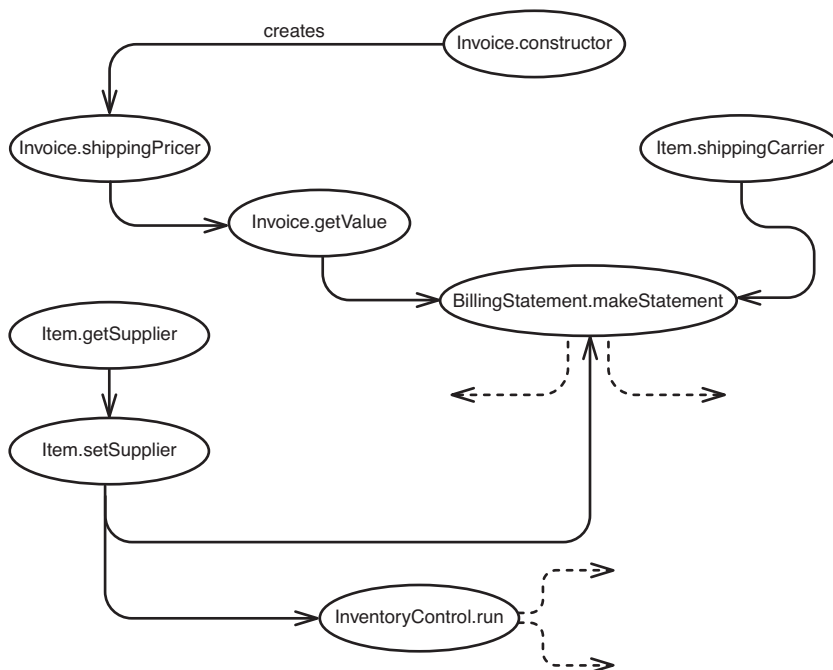 creates
Invoice.constructor
Invoice.shippingPricer
Item.shippingCarrier
Invoice.getValue
BillingStatement.makeStatement
Item.getSupplier
Item.setSupplier
InventoryControl.run